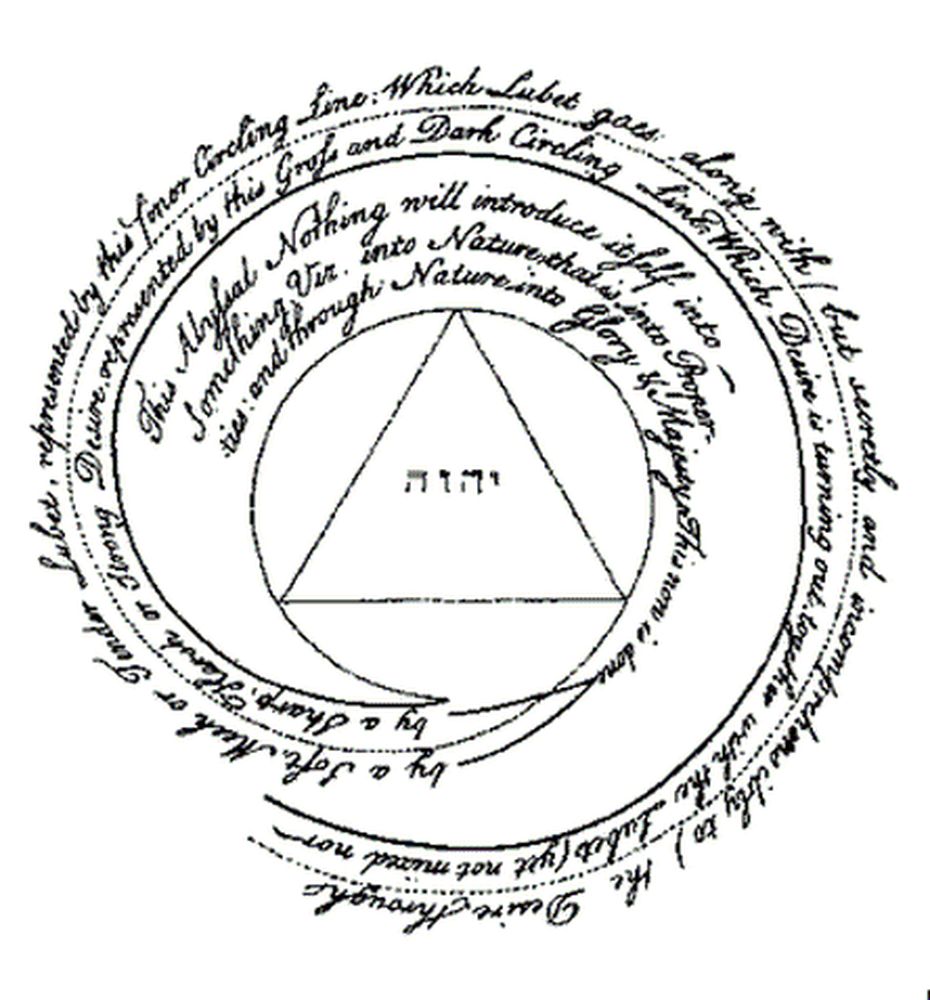 This Abyſsal Nothing will introduce itſelf into
Something, Viz. into Nature that is into Proper-
ties: and through Nature into Glory & Majesty. This now is done
by a Sharp, Harsh or Strong Desire, represented by this Groſs and Dark Circling Line. Which Desire is turning out together with the Lubet (yet not mixed nor
by a Soft, Meek or Tender Lubet, represented by this Circling Line: Which Lubet goes along with / but secretly and incomprehensibly to) the Desire through
יהוה